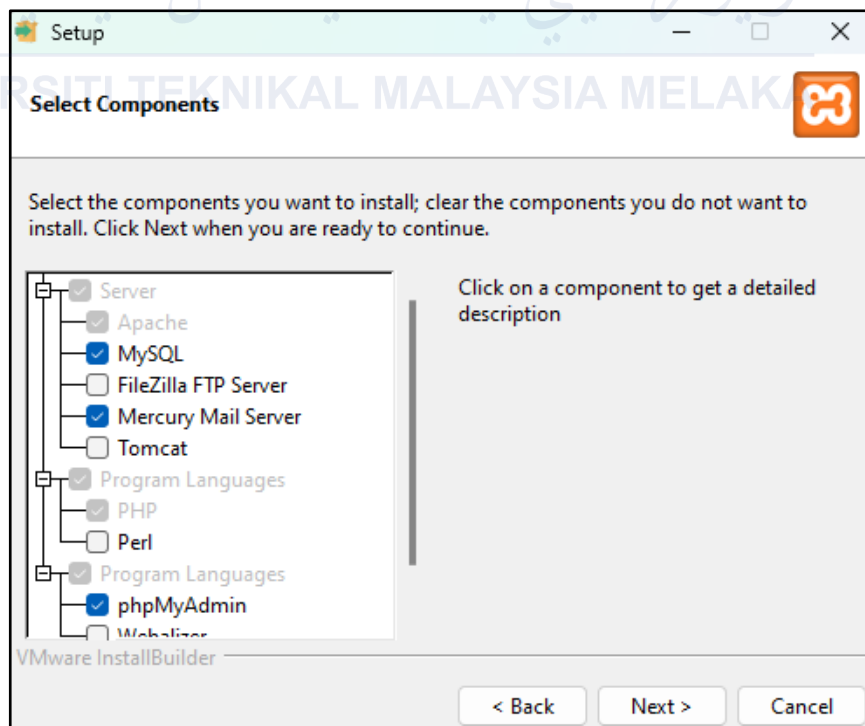 Setup
RSITI TEKNIKAL MALAYSIA MELAKA
Select Components
Select the components you want to install; clear the components you do not want to
install. Click Next when you are ready to continue.
Server
Apache
MySQL
FileZilla FTP Server
Mercury Mail Server
Tomcat
Program Languages
PHP
Perl
Program Languages
phpMyAdmin
Webalizer
Click on a component to get a detailed
description
VMware InstallBuilder
< Back
Next >
Cancel